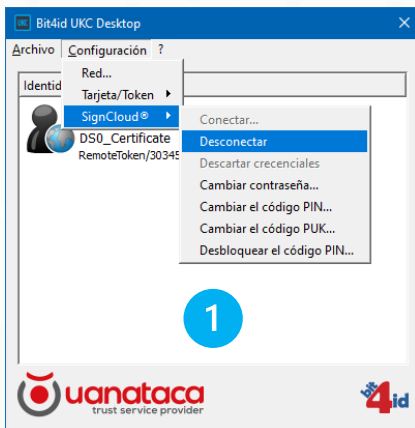 Bit4id UKC Desktop
Archivo Configuración ?
Red...
Identid
Tarjeta/Token
SignCloud®
Conectar...
DS0_Certificate
Desconectar
RemoteToken/30345
Descartar crecenciales
Cambiar contraseña...
Cambiar el código PIN...
Cambiar el código PUK...
Desbloquear el código PIN...
1
uanataca
trust service provider
bit4id